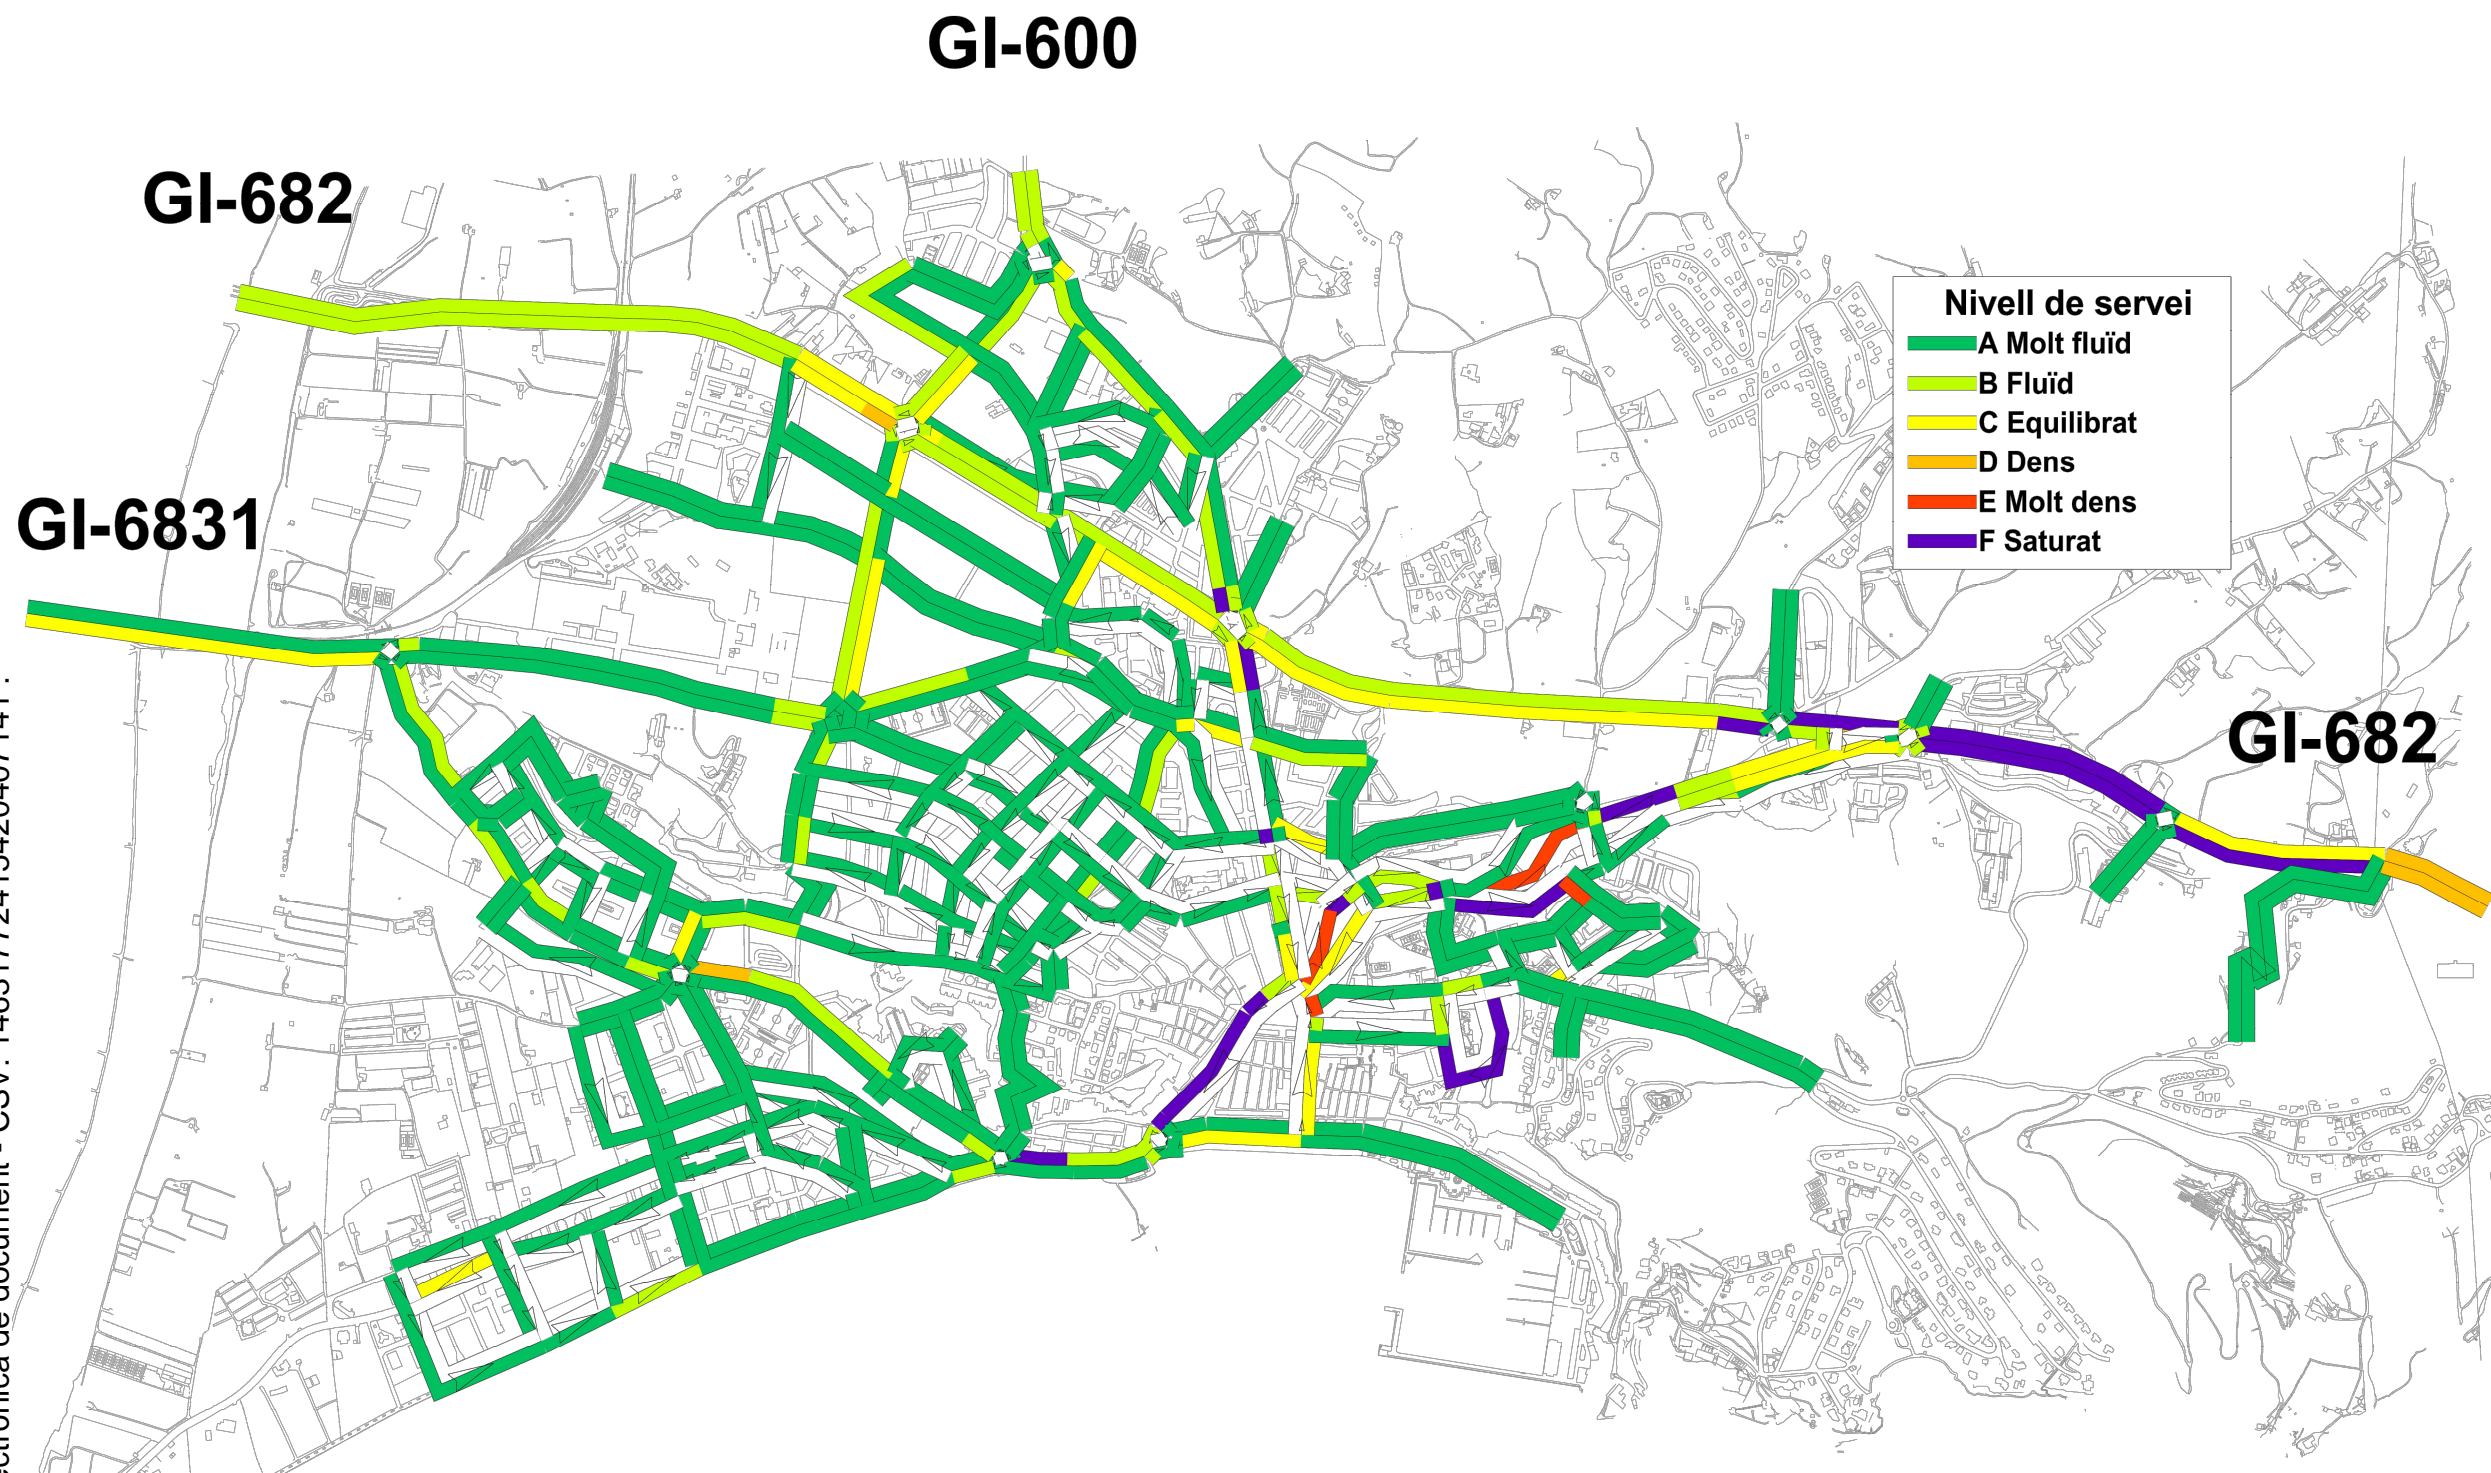 GI-600
GI-682
GI-6831
Nivell de servei
A Molt fluïd
B Fluïd
C Equilibrat
D Dens
E Molt dens
F Saturat
GI-682